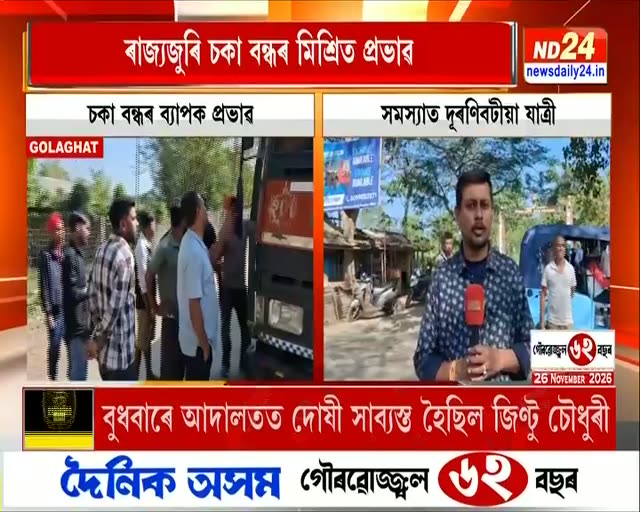 ৰাজ্যজুৰি চকা বন্ধৰ মিশ্ৰিত প্ৰভাৱ
ND24
newsdaily24.in
চকা বন্ধৰ ব্যাপক প্ৰভাৱ
সমস্যাত দূৰণিবটীয়া যাত্ৰী
GOLAGHAT
গৌৰৱোজ্জ্বল ৬২ বছৰ
26 NOVEMBER 2026
বুধবাৰে আদালতত দোষী সাব্যস্ত হৈছিল জিণ্টু চৌধুৰী
দৈনিক অসম গৌৰৱোজ্জ্বল ৬২ বছৰ